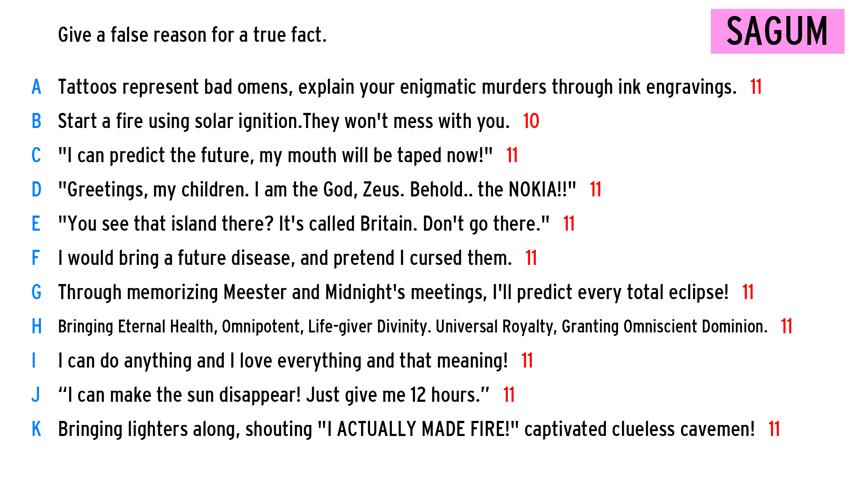 Give a false reason for a true fact.
SAGUM
A Tattoos represent bad omens, explain your enigmatic murders through ink engravings. 11
B Start a fire using solar ignition.They won't mess with you. 10
C "I can predict the future, my mouth will be taped now!" 11
D "Greetings, my children. I am the God, Zeus. Behold.. the NOKIA!!" 11
E "You see that island there? It's called Britain. Don't go there." 11
F I would bring a future disease, and pretend I cursed them. 11
G Through memorizing Meester and Midnight's meetings, I'll predict every total eclipse! 11
H Bringing Eternal Health, Omnipotent, Life-giver Divinity. Universal Royalty, Granting Omniscient Dominion. 11
I I can do anything and I love everything and that meaning! 11
J “I can make the sun disappear! Just give me 12 hours.” 11
K Bringing lighters along, shouting "I ACTUALLY MADE FIRE!" captivated clueless cavemen! 11